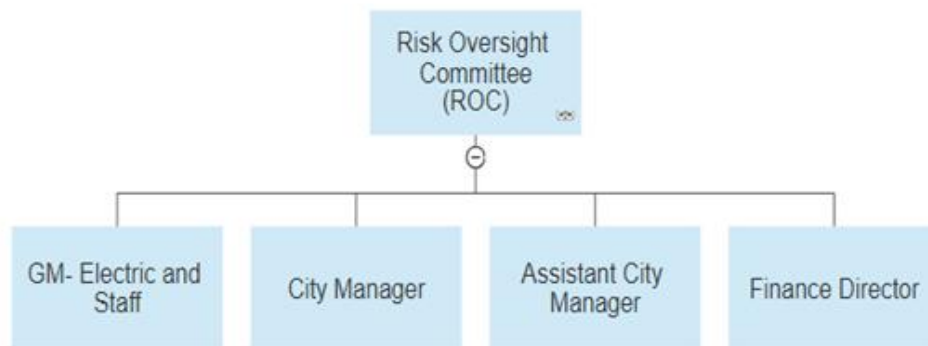 Risk Oversight
Committee
(ROC)
GM- Electric and
Staff
City Manager
Assistant City
Manager
Finance Director